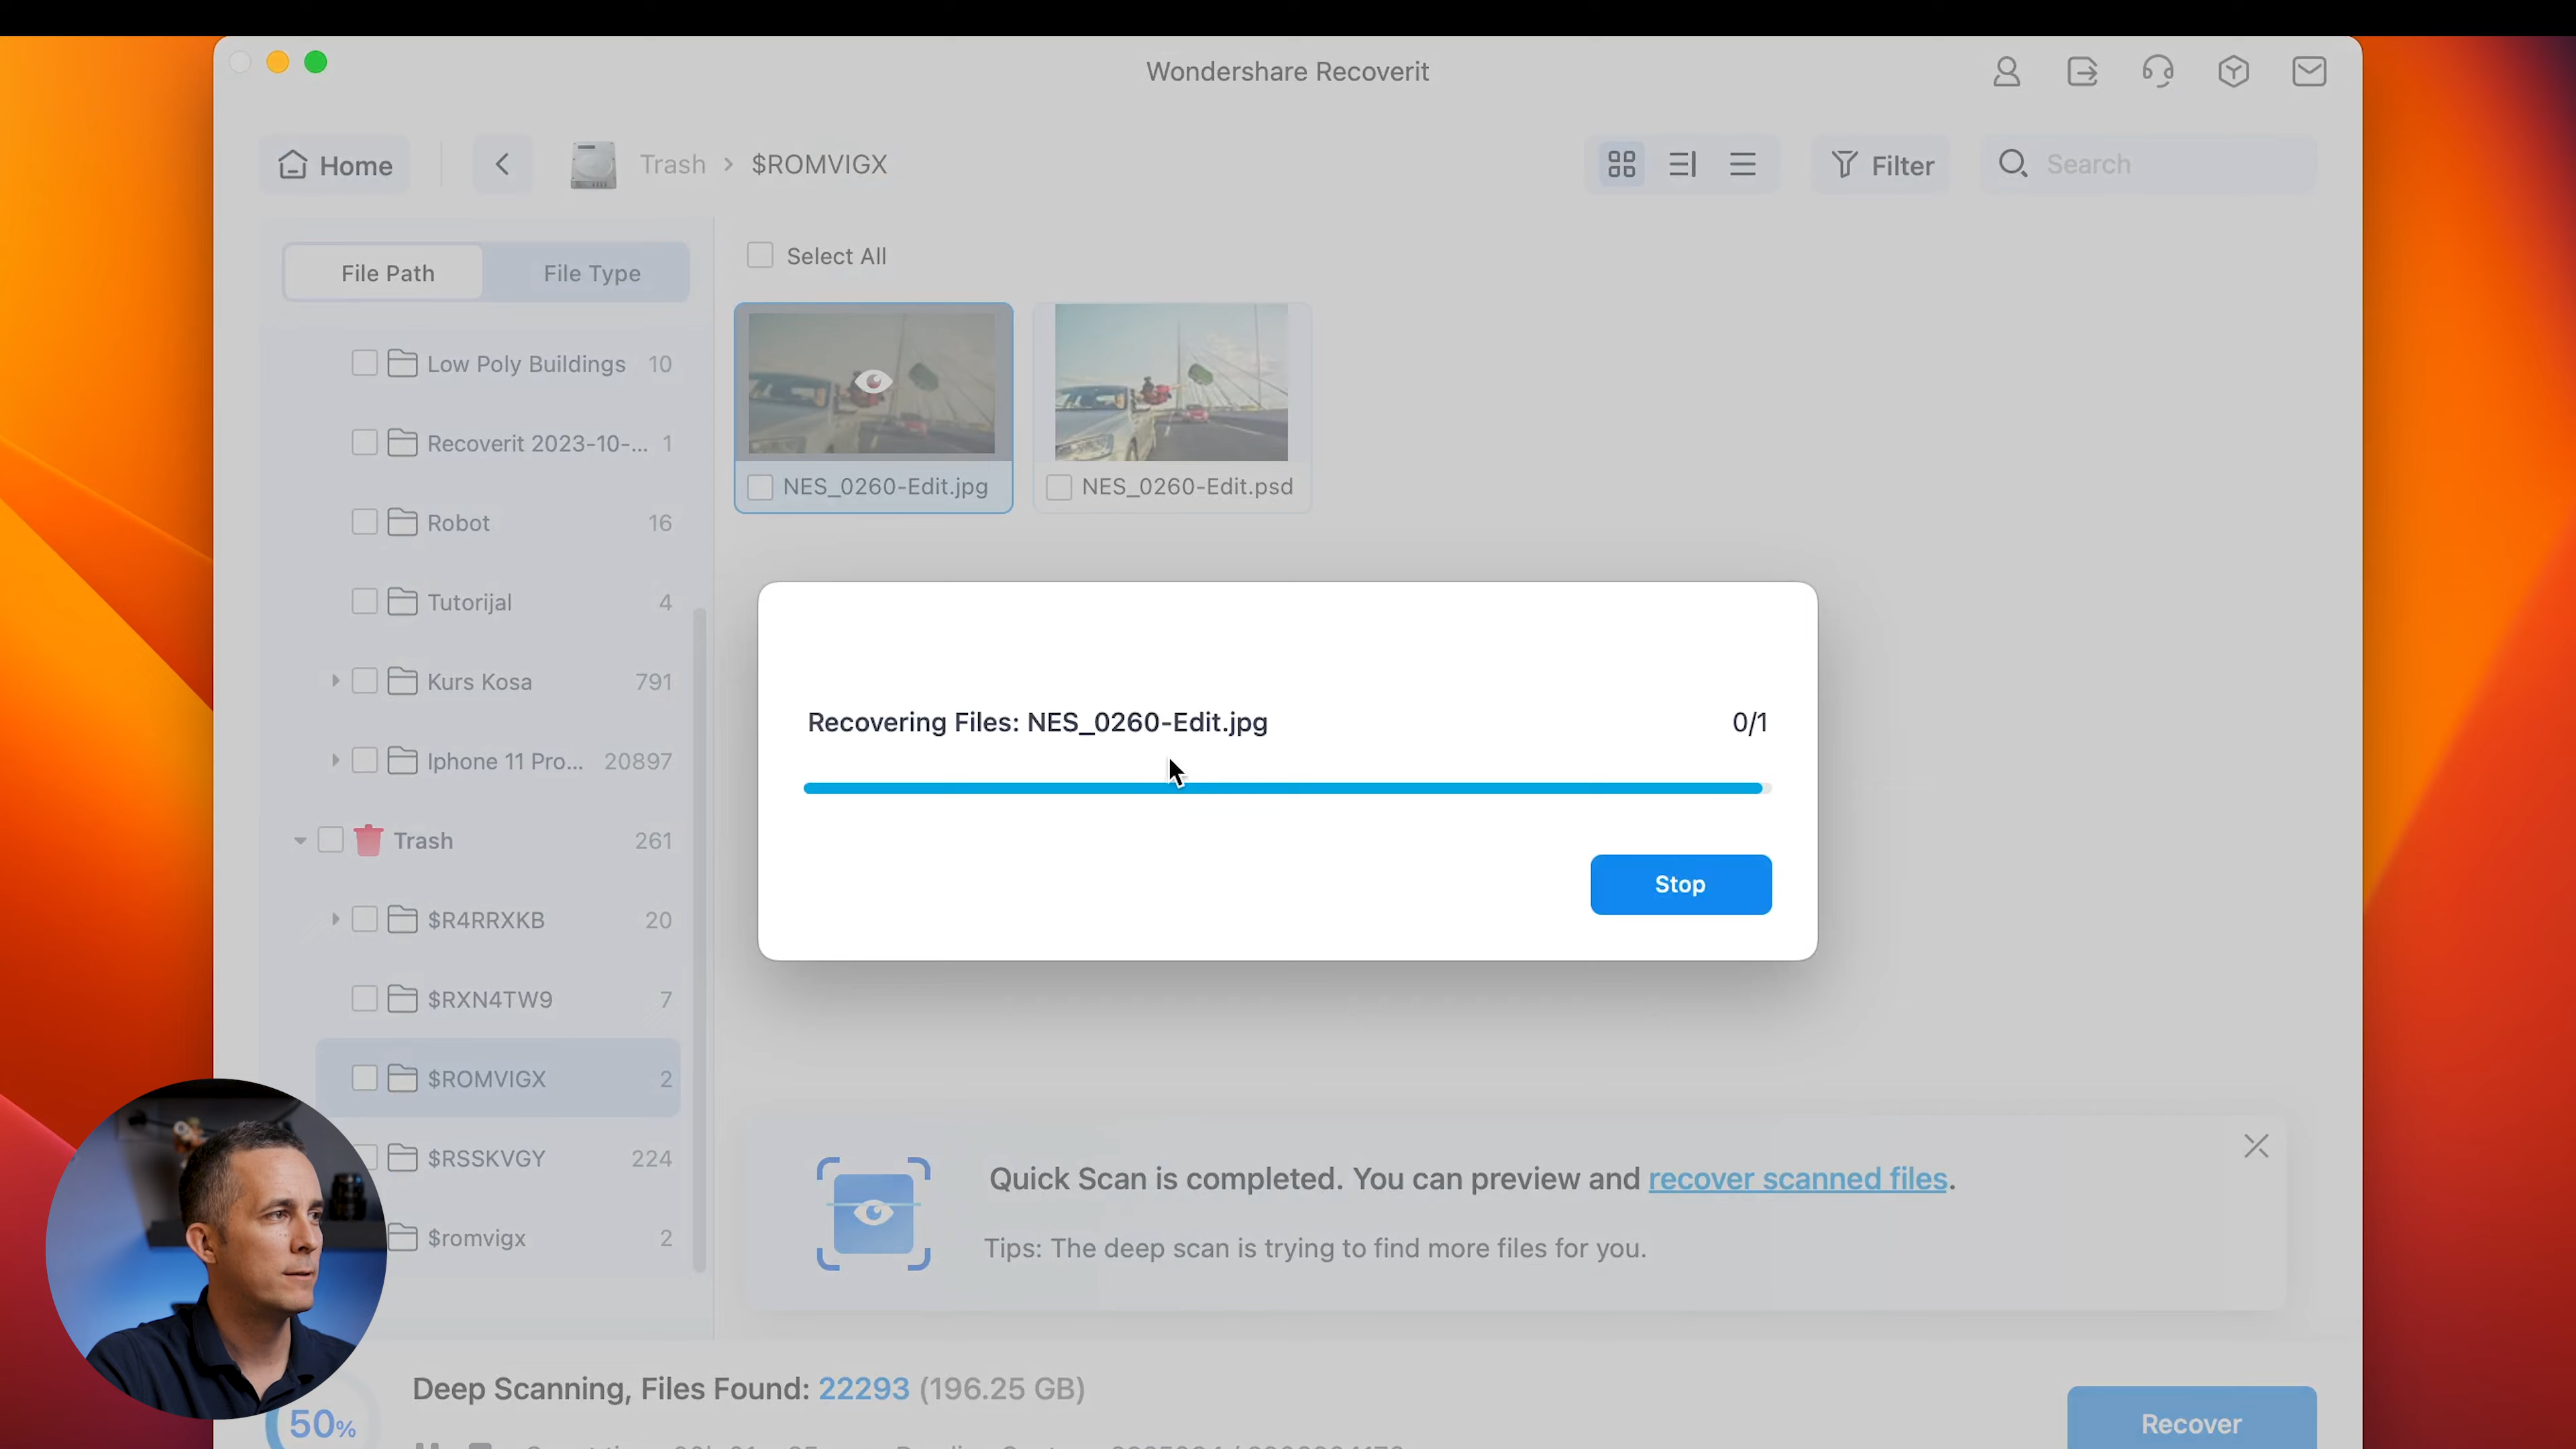 Wondershare Recoverit
Home
Trash > $ROMVIGX
Filter
Search
File Path
File Type
Select All
Low Poly Buildings 10
Recoverit 2023-10-... 1
Robot 16
Tutorijal 4
Kurs Kosa 791
Iphone 11 Pro... 20897
Trash 261
$R4RRXKB 20
$RXN4TW9 7
$ROMVIGX 2
$RSSKVGY 224
$romvigx 2
NES_0260-Edit.jpg
NES_0260-Edit.psd
Recovering Files: NES_0260-Edit.jpg 0/1
Stop
Quick Scan is completed. You can preview and recover scanned files.
Tips: The deep scan is trying to find more files for you.
50%
Deep Scanning, Files Found: 22293 (196.25 GB)
Recover